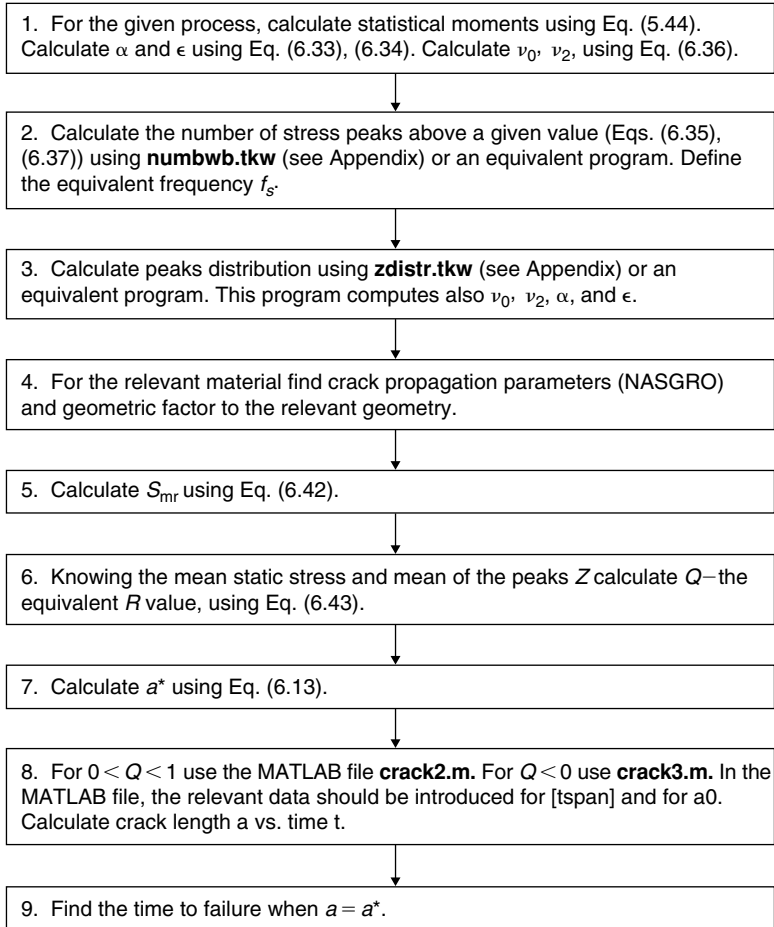 1. For the given process, calculate statistical moments using Eq. (5.44).
Calculate α and ϵ using Eq. (6.33), (6.34). Calculate ν₀, ν₂, using Eq. (6.36).
2. Calculate the number of stress peaks above a given value (Eqs. (6.35),
(6.37)) using numbwb.tkw (see Appendix) or an equivalent program. Define
the equivalent frequency fₛ.
3. Calculate peaks distribution using zdistr.tkw (see Appendix) or an
equivalent program. This program computes also ν₀, ν₂, α, and ϵ.
4. For the relevant material find crack propagation parameters (NASGRO)
and geometric factor to the relevant geometry.
5. Calculate Smr using Eq. (6.42).
6. Knowing the mean static stress and mean of the peaks Z calculate Q–the
equivalent R value, using Eq. (6.43).
7. Calculate a* using Eq. (6.13).
8. For 0 < Q < 1 use the MATLAB file crack2.m. For Q < 0 use crack3.m. In the
MATLAB file, the relevant data should be introduced for [tspan] and for a0.
Calculate crack length a vs. time t.
9. Find the time to failure when a = a*.